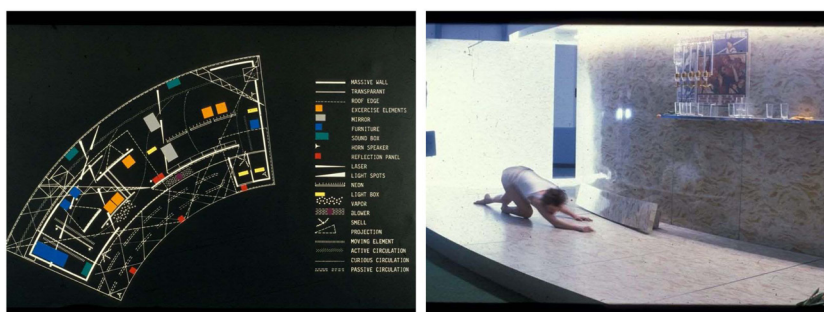 MASSIVE WALL
TRANSPARANT
ROOF EDGE
EXCERCISE ELEMENTS
MIRROR
FURNITURE
SOUND BOX
HORN SPEAKER
REFLECTION PANEL
LASER
LIGHT SPOTS
NEON
LIGHT BOX
VAPOR
BLOWER
SMELL
PROJECTION
MOVING ELEMENT
ACTIVE CIRCULATION
CURIOUS CIRCULATION
PASSIVE CIRCULATION